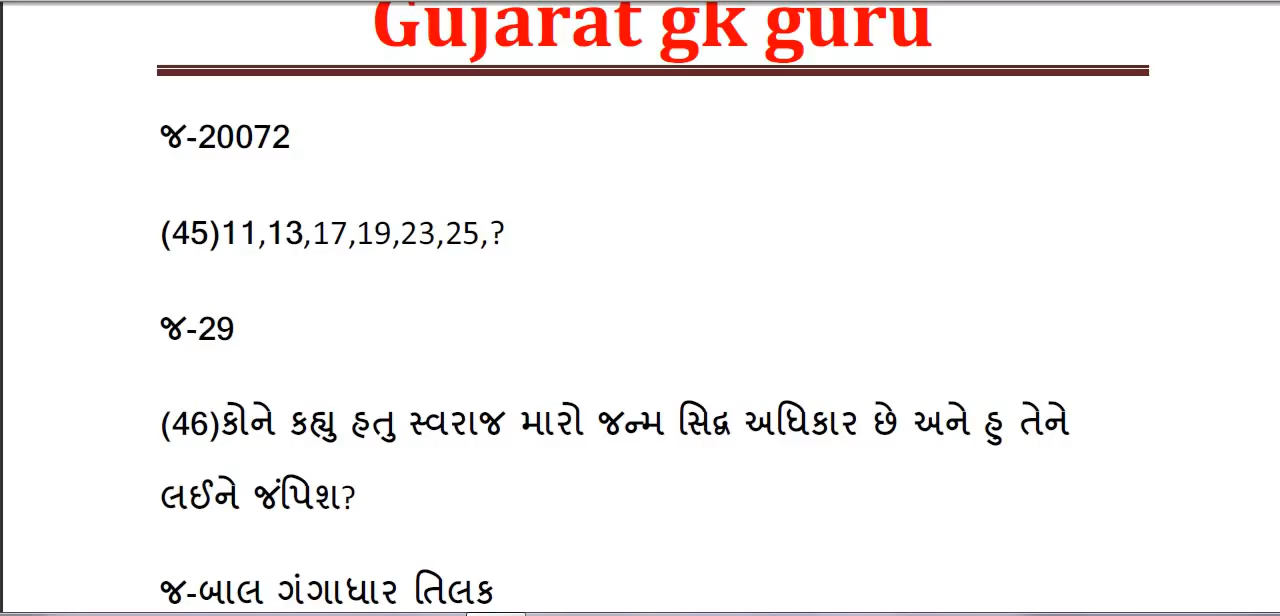 Gujarat gk guru
જ-20072
(45)11,13,17,19,23,25,?
જ-29
(46)કોને કહ્યુ હતુ સ્વરાજ મારો જન્મ સિદ્વ અધિકાર છે અને હુ તેને
લઈને જંપિશ?
જ-બાલ ગંગાધાર તિલક